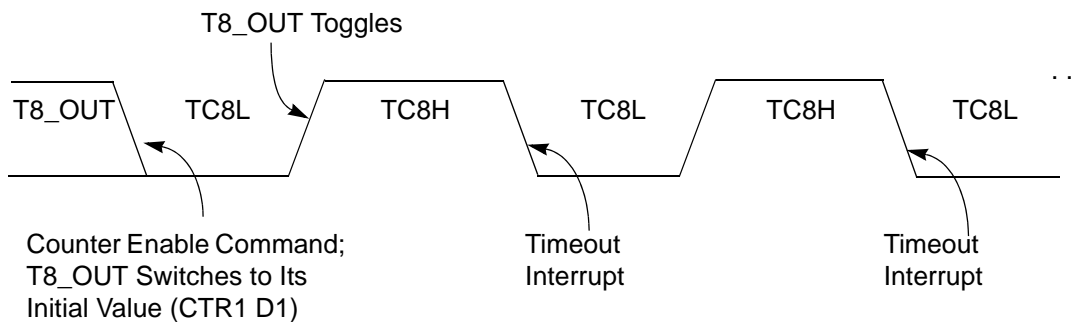 T8_OUT Toggles
. .
T8_OUT TC8L TC8H TC8L TC8H TC8L
Counter Enable Command;
T8_OUT Switches to Its
Initial Value (CTR1 D1)
Timeout
Interrupt
Timeout
Interrupt